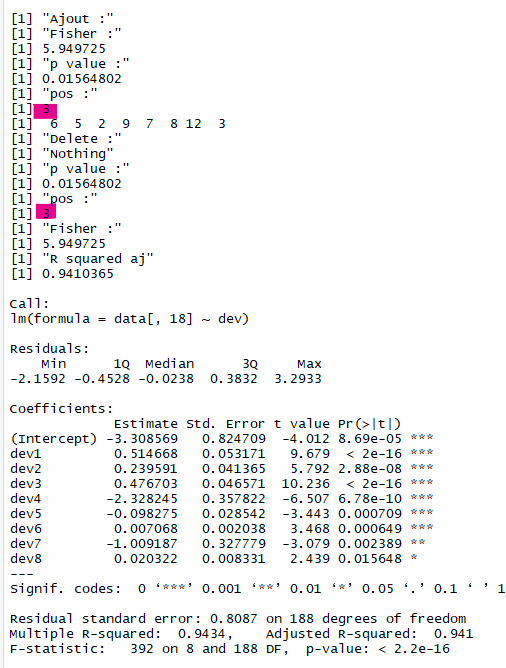 [1] "Ajout :"
[1] "Fisher :"
[1] 5.949725
[1] "p value :"
[1] 0.01564802
[1] "pos :"
[1] 3
[1]  6  5  2  9  7  8 12  3
[1] "Delete :"
[1] "Nothing"
[1] "p value :"
[1] 0.01564802
[1] "pos :"
[1] 3
[1] "Fisher :"
[1] 5.949725
[1] "R squared aj"
[1] 0.9410365
Call:
lm(formula = data[, 18] ~ dev)
Residuals:
Min 1Q Median 3Q Max
-2.1592 -0.4528 -0.0238 0.3832 3.2933
Coefficients:
Estimate Std. Error t value Pr(>|t|)
(Intercept) -3.308569 0.824709 -4.012 8.69e-05 ***
dev1 0.514668 0.053171 9.679 < 2e-16 ***
dev2 0.239591 0.041365 5.792 2.88e-08 ***
dev3 0.476703 0.046571 10.236 < 2e-16 ***
dev4 -2.328245 0.357822 -6.507 6.78e-10 ***
dev5 -0.098275 0.028542 -3.443 0.000709 ***
dev6 0.007068 0.002038 3.468 0.000649 ***
dev7 -1.009187 0.327779 -3.079 0.002389 **
dev8 0.020322 0.008331 2.439 0.015648 *
---
Signif. codes: 0 ‘***’ 0.001 ‘**’ 0.01 ‘*’ 0.05 ‘.’ 0.1 ‘ ’ 1
Residual standard error: 0.8087 on 188 degrees of freedom
Multiple R-squared: 0.9434, Adjusted R-squared: 0.941
F-statistic: 392 on 8 and 188 DF, p-value: < 2.2e-16